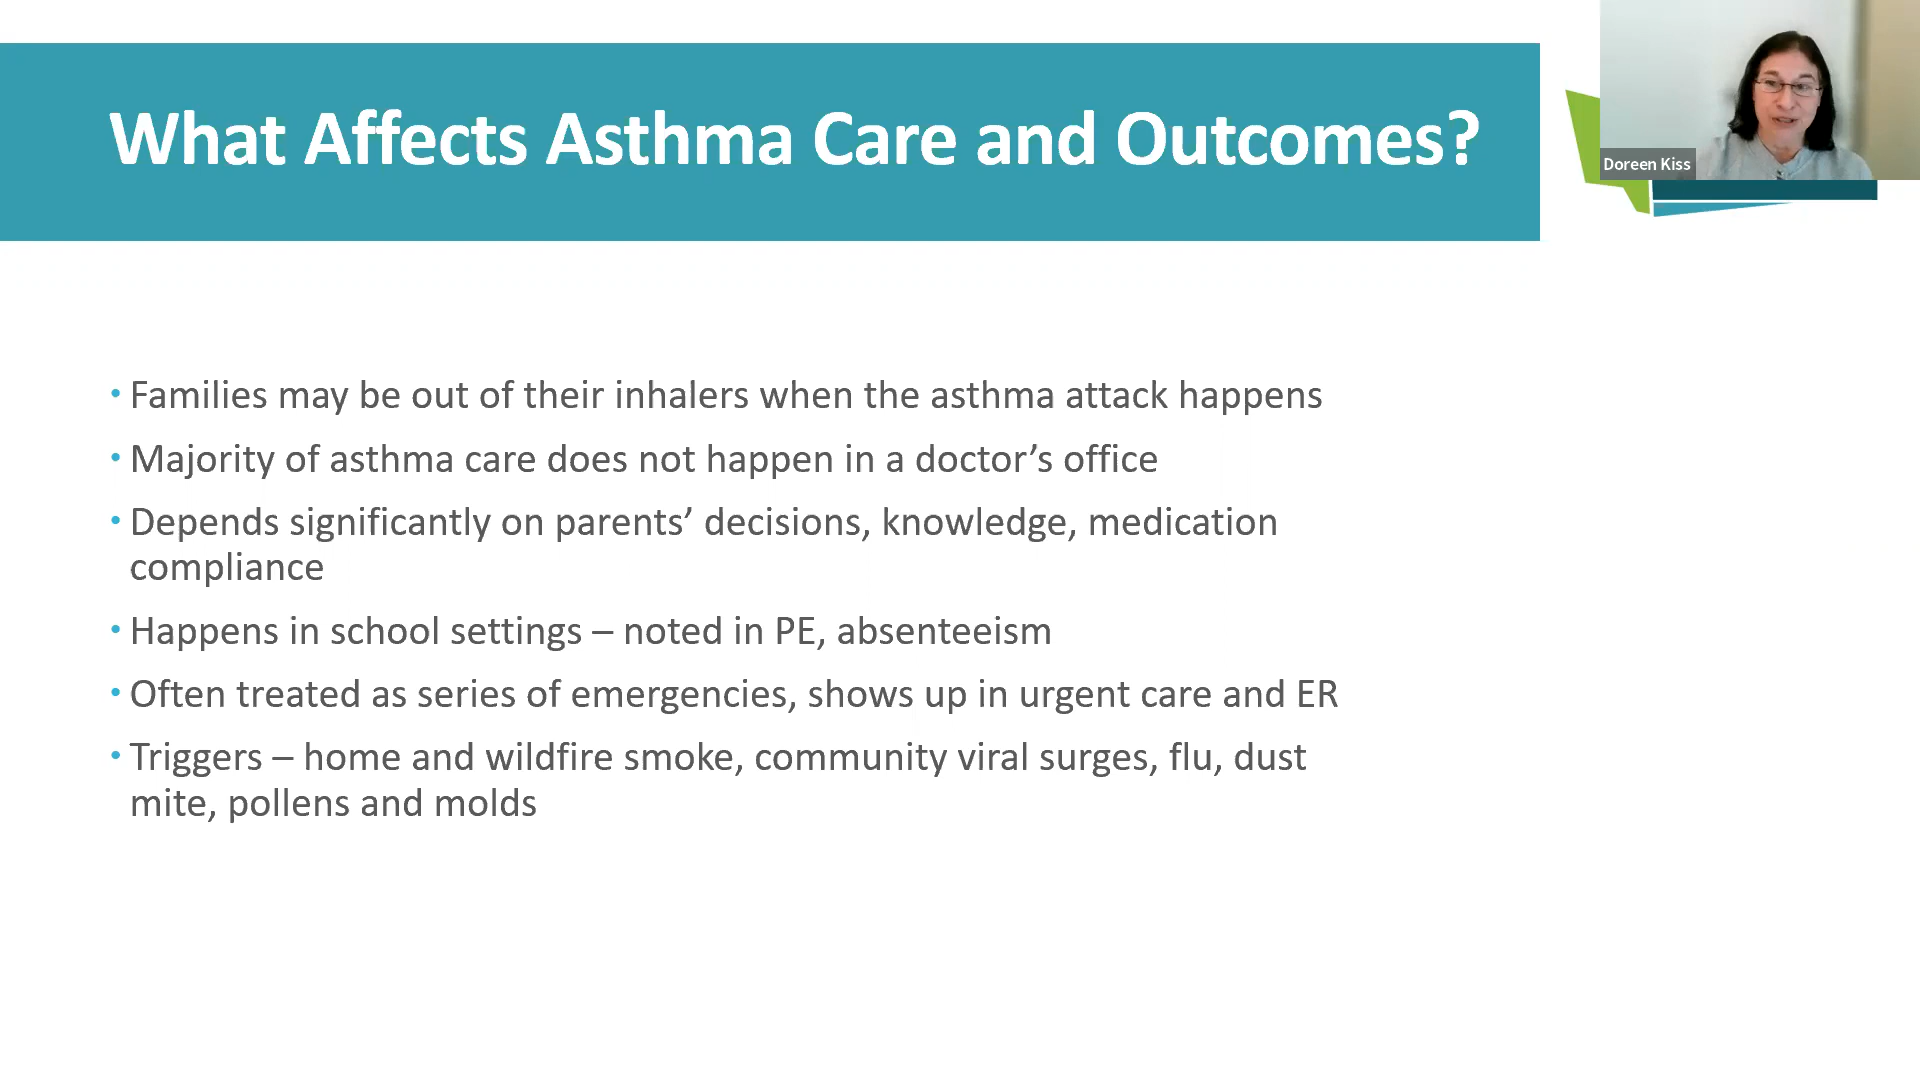 What Affects Asthma Care and Outcomes?
Doreen Kiss
• Families may be out of their inhalers when the asthma attack happens
• Majority of asthma care does not happen in a doctor’s office
• Depends significantly on parents’ decisions, knowledge, medication
compliance
• Happens in school settings – noted in PE, absenteeism
• Often treated as series of emergencies, shows up in urgent care and ER
• Triggers – home and wildfire smoke, community viral surges, flu, dust
mite, pollens and molds